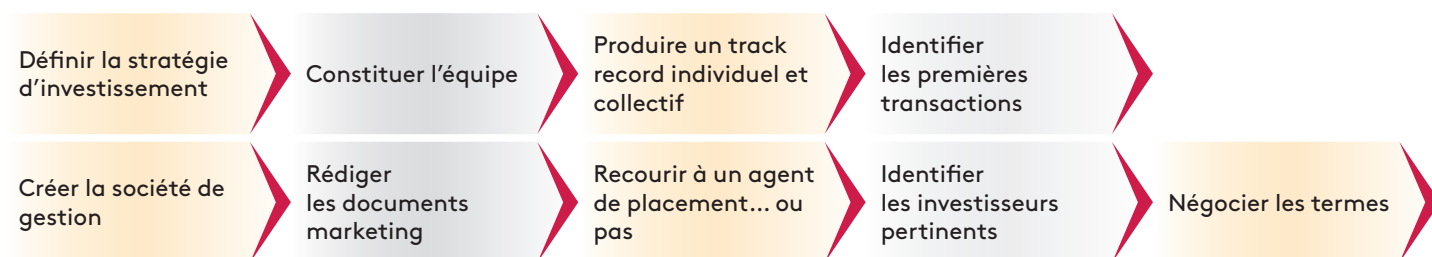 Définir la stratégie
d’investissement
Constituer l’équipe
Produire un track
record individuel et
collectif
Identifier
les premières
transactions
Créer la société de
gestion
Rédiger
les documents
marketing
Recourir à un agent
de placement... ou
pas
Identifier
les investisseurs
pertinents
Négocier les termes